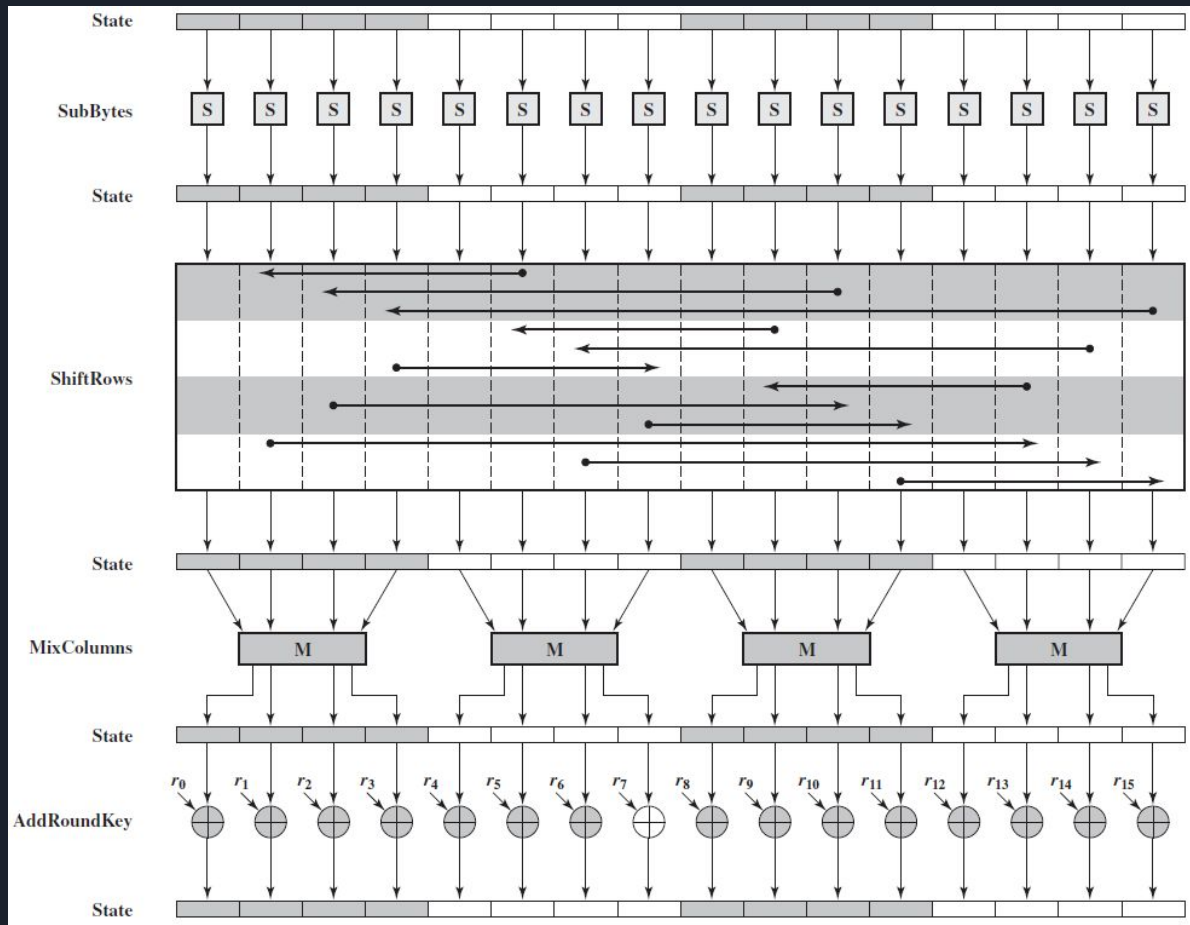 State
SubBytes
S S S S S S S S S S S S S S S S
State
ShiftRows
State
MixColumns
M M M M
State
r0 r1 r2 r3 r4 r5 r6 r7 r8 r9 r10 r11 r12 r13 r14 r15
AddRoundKey
State